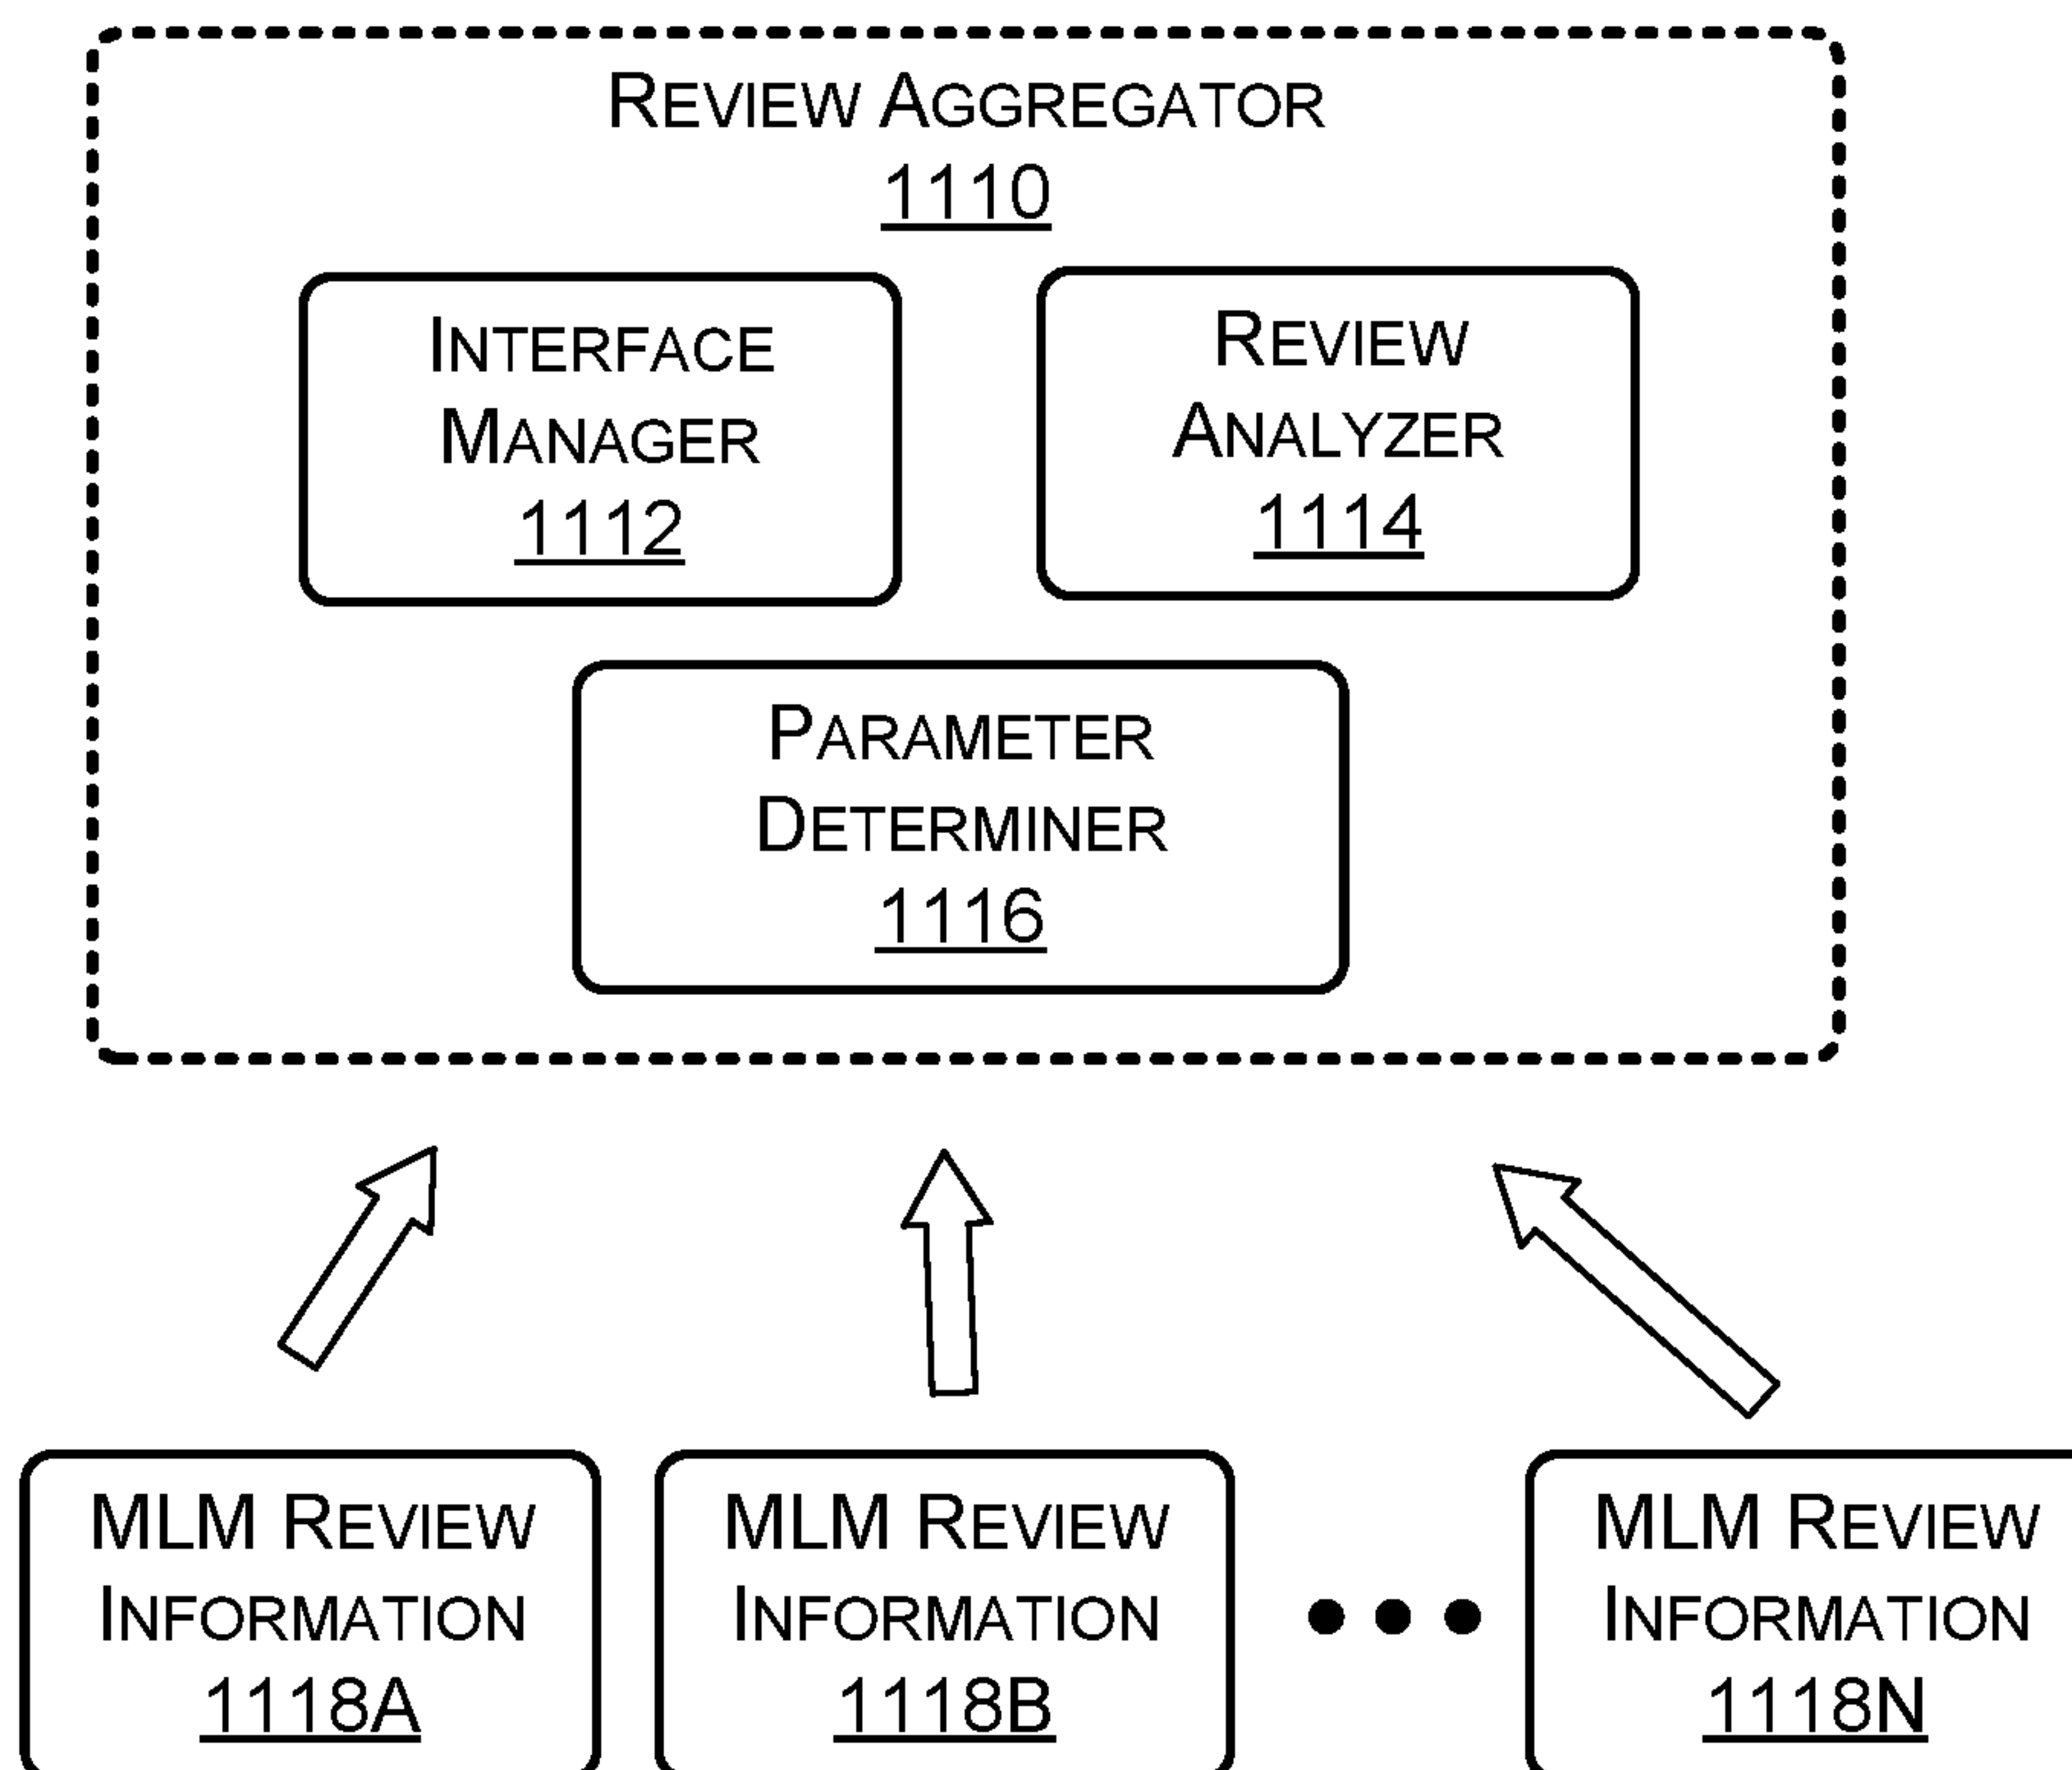 REVIEW AGGREGATOR
1110
INTERFACE
MANAGER
1112
REVIEW
ANALYZER
1114
PARAMETER
DETERMINER
1116
MLM REVIEW
INFORMATION
1118A
MLM REVIEW
INFORMATION
1118B
MLM REVIEW
INFORMATION
1118N